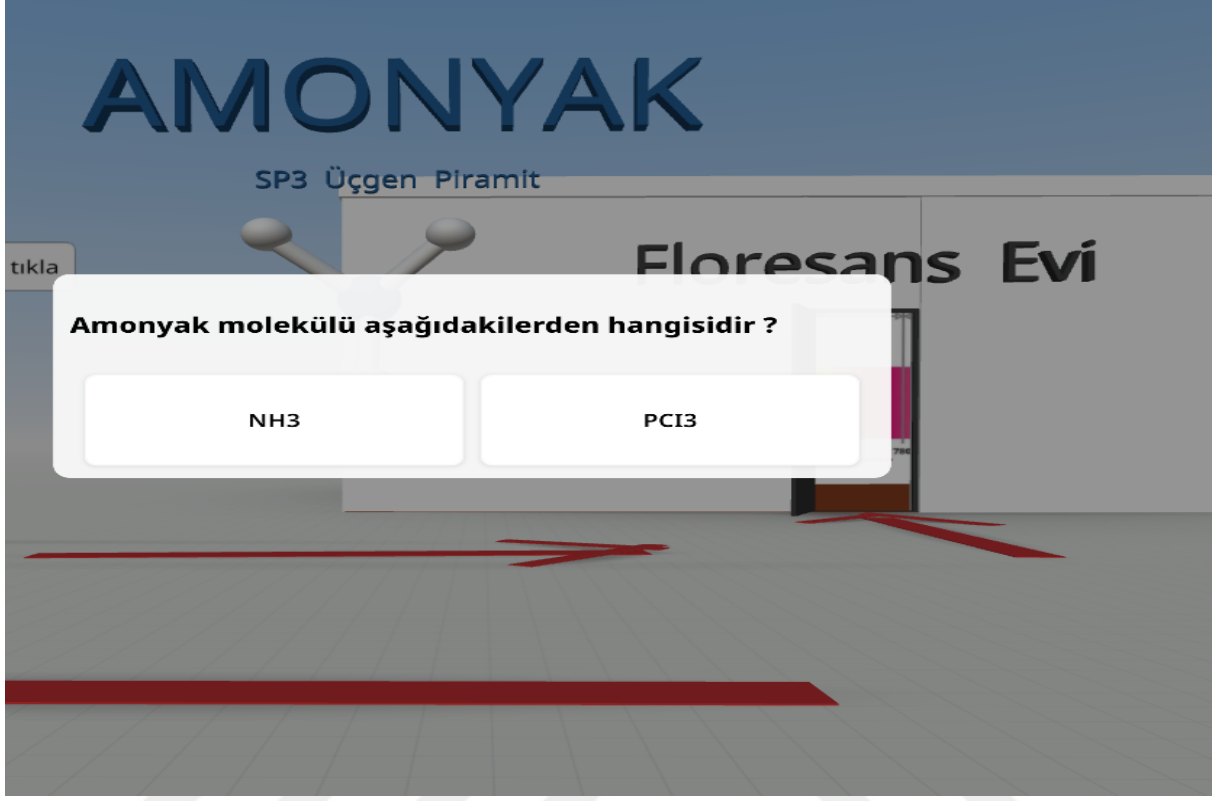 AMONYAK
SP3 Üçgen Piramit
Floresans Evi
tıkla
Amonyak molekülü aşağıdakilerden hangisidir ?
NH3
PCI3